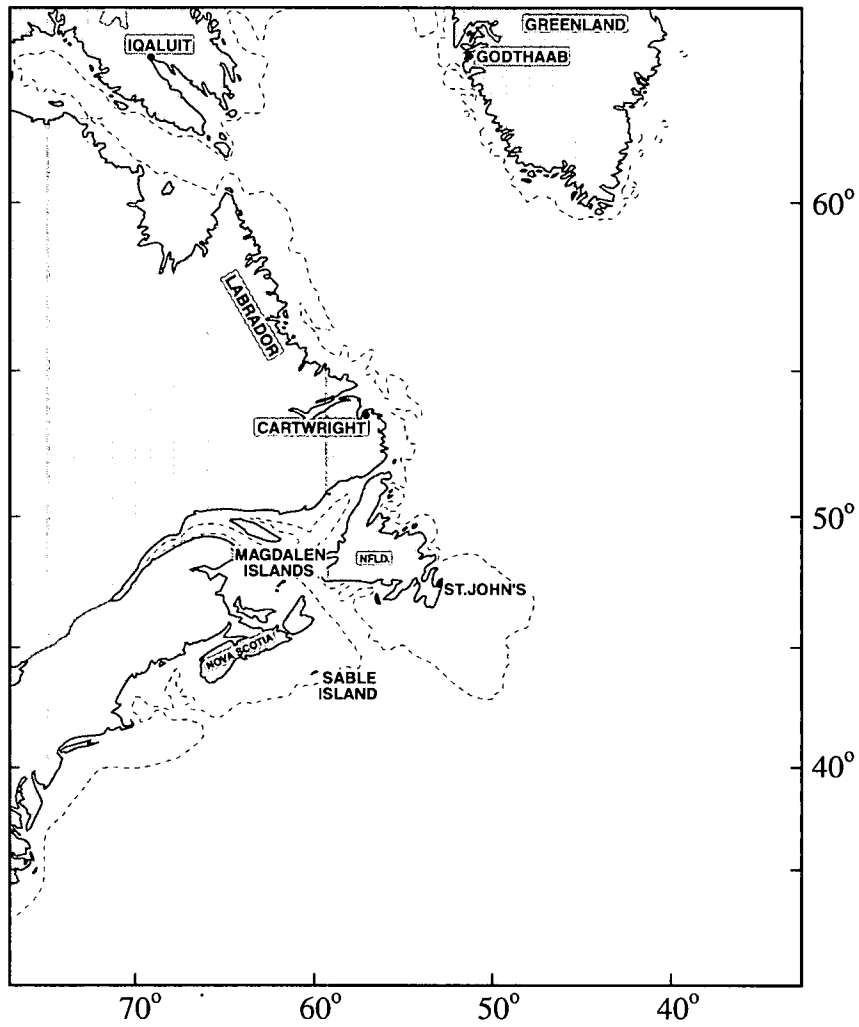 GREENLAND
IQALUIT
GODTHAAB
60°
LABRADOR
CARTWRIGHT
50°
MAGDALEN
ISLANDS
NFLD.
ST.JOHN'S
NOVA SCOTIA
SABLE
ISLAND
40°
70°
60°
50°
40°